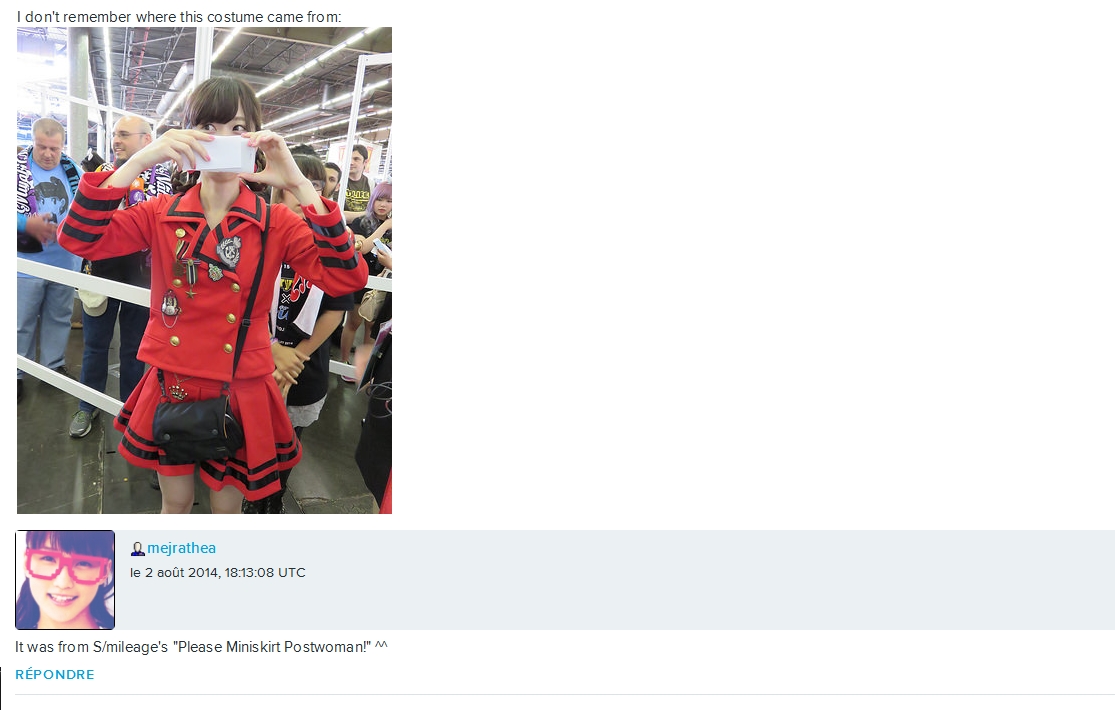 I don't remember where this costume came from:
mejrathea
le 2 août 2014, 18:13:08 UTC
It was from S/mileage's "Please Miniskirt Postwoman!" ^^
RÉPONDRE